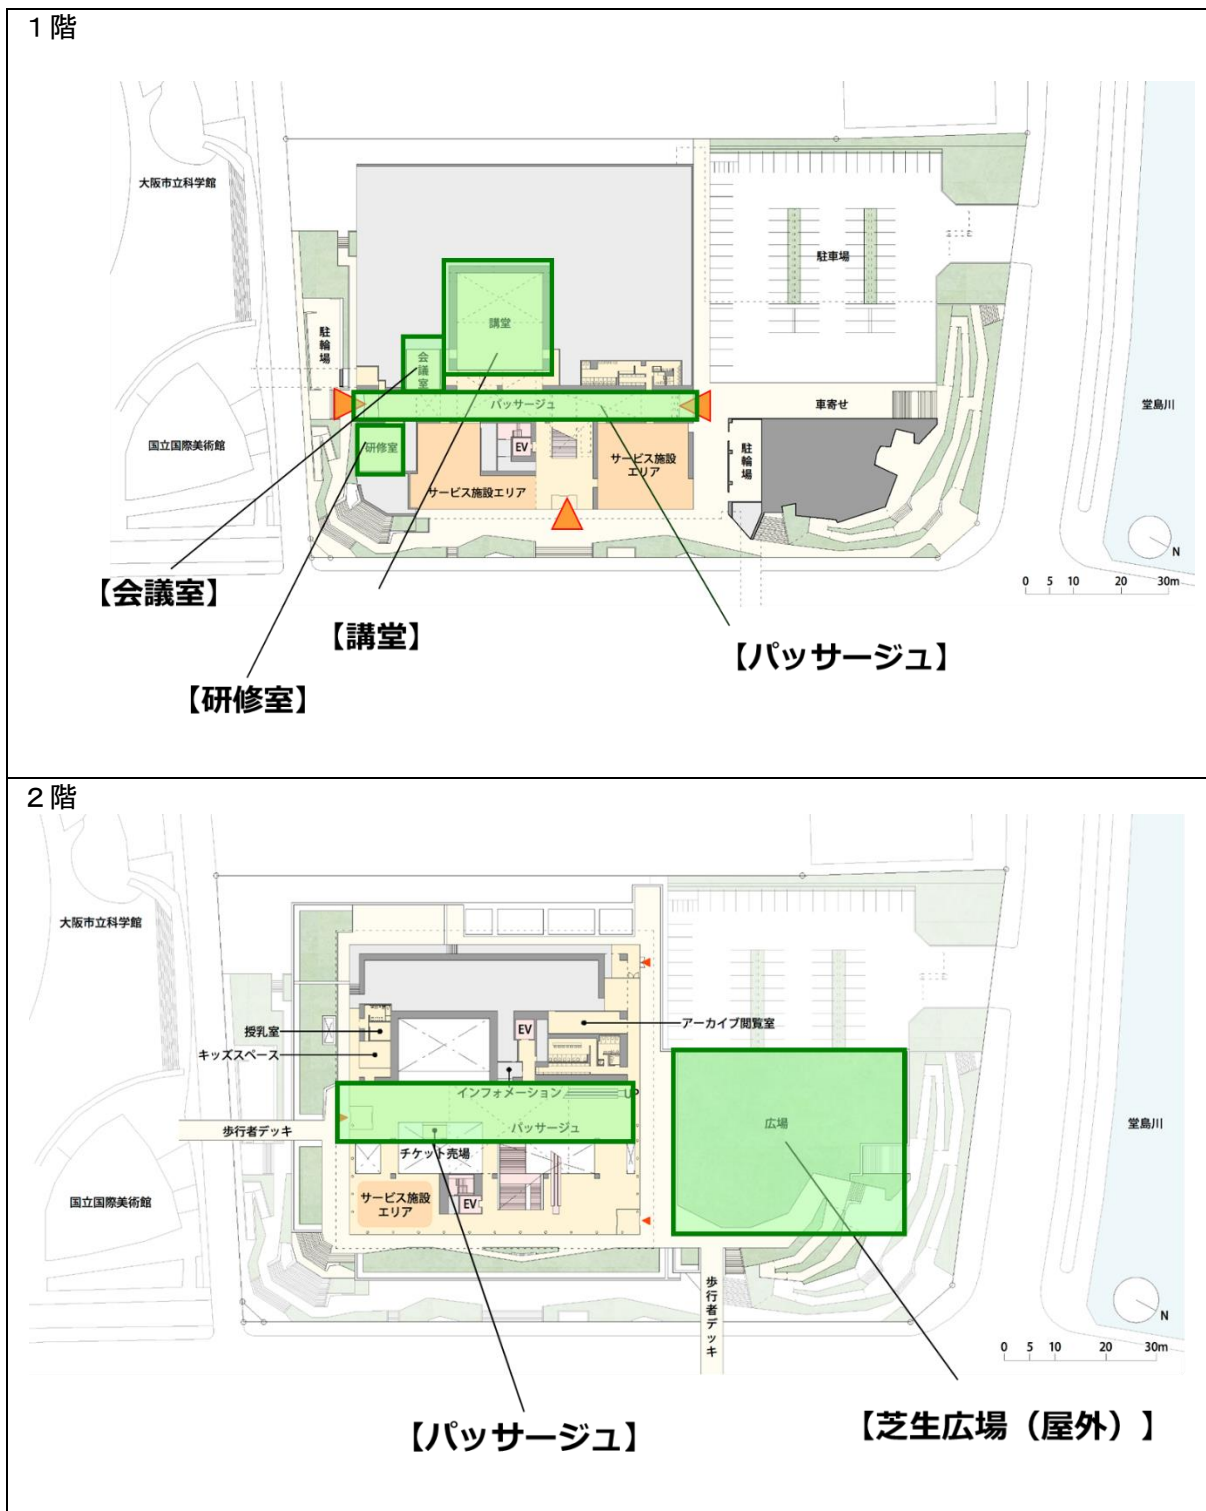 １階
大阪市立科学館
駐車場
駐輪場
講堂
会議室
パッサージュ
車寄せ
堂島川
国立国際美術館
研修室
EV
サービス施設
エリア
駐輪場
サービス施設エリア
N
0 5 10 20 30m
【会議室】
【講堂】
【パッサージュ】
【研修室】
２階
大阪市立科学館
授乳室
EV
アーカイブ閲覧室
キッズスペース
インフォメーション
UP
歩行者デッキ
パッサージュ
広場
堂島川
チケット売場
国立国際美術館
サービス施設
エリア
EV
歩行者デッキ
N
0 5 10 20 30m
【パッサージュ】
【芝生広場（屋外）】